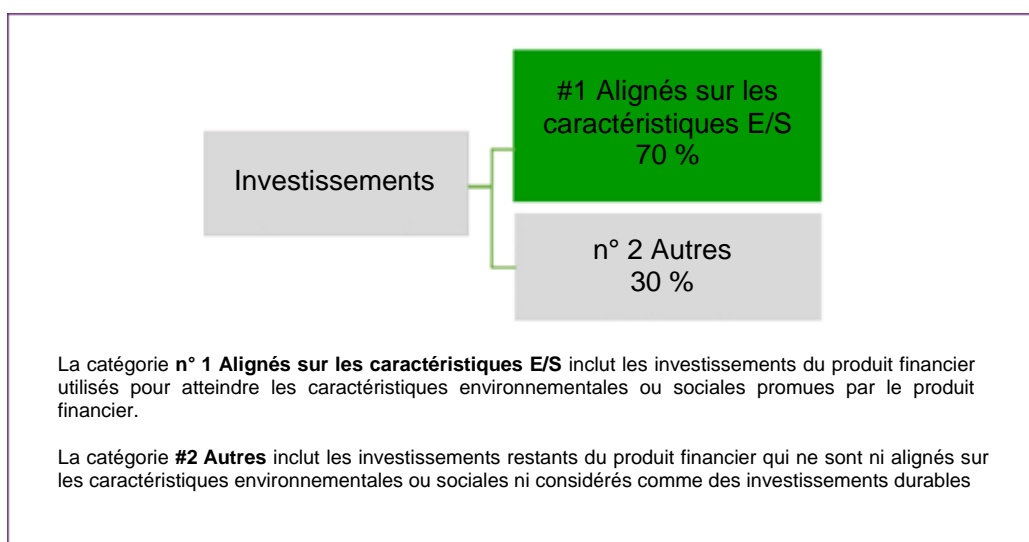 #1 Alignés sur les
caractéristiques E/S
70 %
Investissements
n° 2 Autres
30 %
La catégorie n° 1 Alignés sur les caractéristiques E/S inclut les investissements du produit financier
utilisés pour atteindre les caractéristiques environnementales ou sociales promues par le produit
financier.
La catégorie #2 Autres inclut les investissements restants du produit financier qui ne sont ni alignés sur
les caractéristiques environnementales ou sociales ni considérés comme des investissements durables